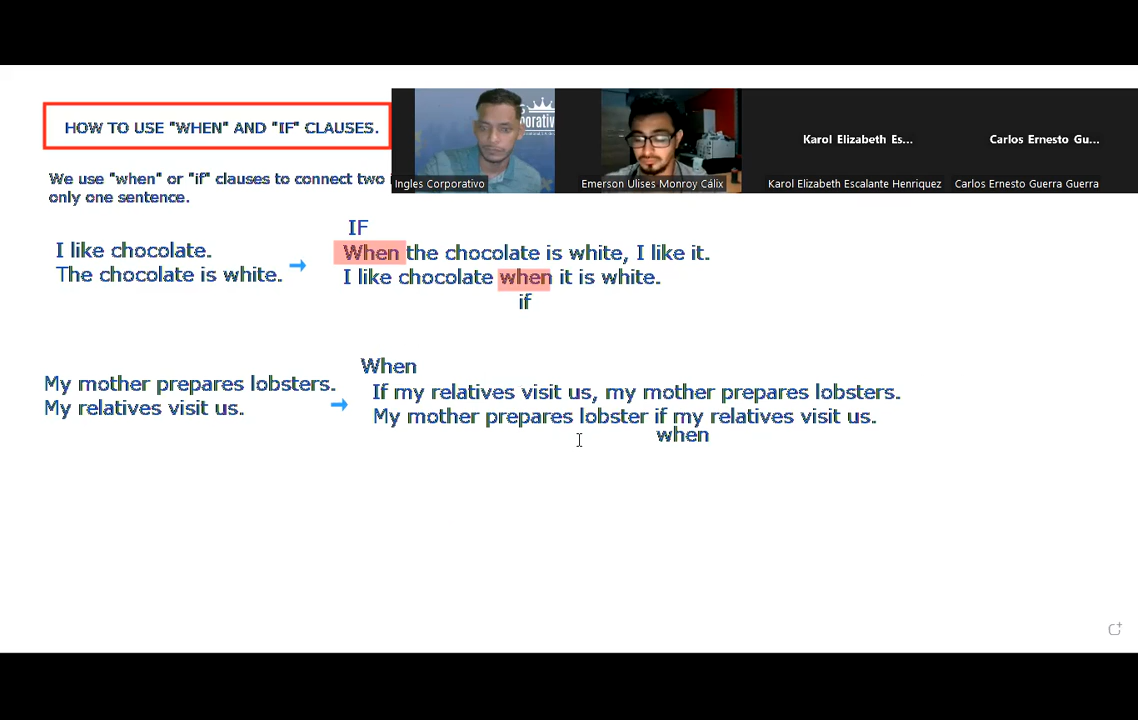 HOW TO USE "WHEN" AND "IF" CLAUSES.
We use "when" or "if" clauses to connect two
only one sentence.
I like chocolate.
The chocolate is white.
IF
When the chocolate is white, I like it.
I like chocolate when it is white.
if
My mother prepares lobsters.
My relatives visit us.
When
If my relatives visit us, my mother prepares lobsters.
My mother prepares lobster if my relatives visit us.
when
Ingles Corporativo
Emerson Ulises Monroy Cálix
Karol Elizabeth Es...
Karol Elizabeth Escalante Henriquez
Carlos Ernesto Gu...
Carlos Ernesto Guerra Guerra